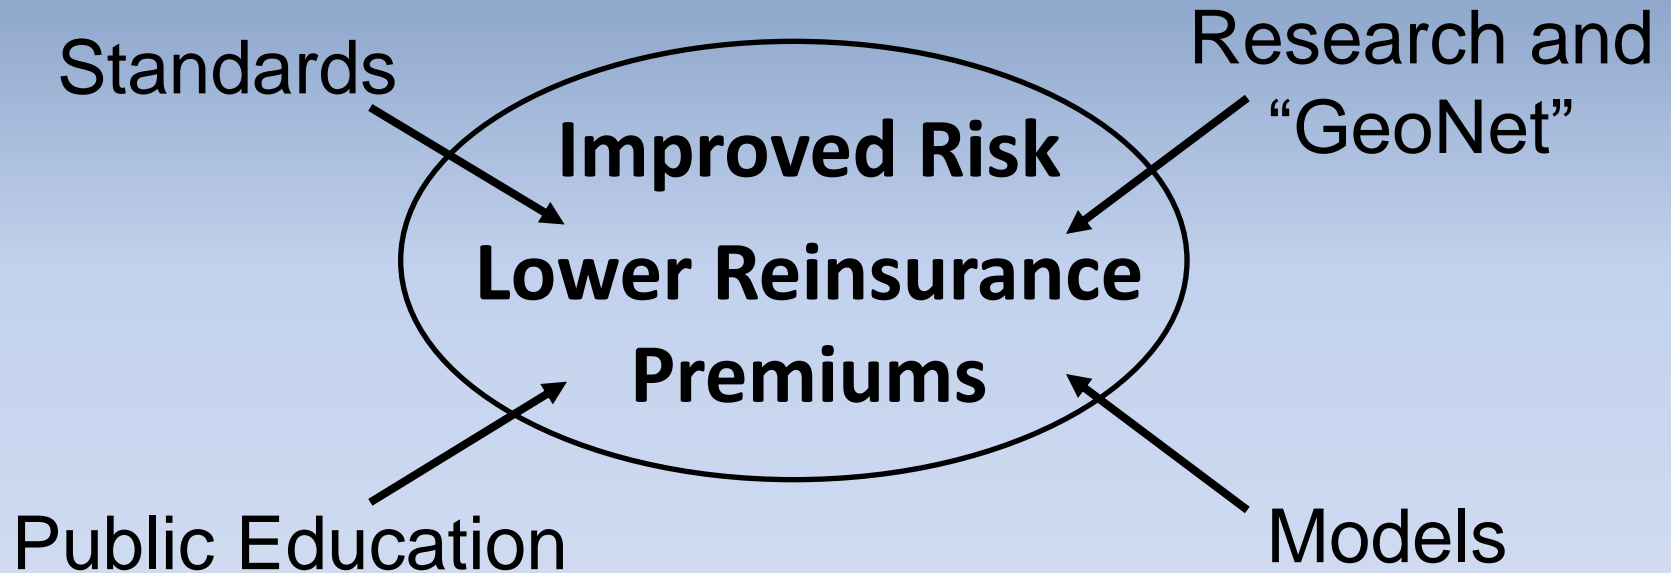 Standards
Research and
“GeoNet”
Improved Risk
Lower Reinsurance
Premiums
Public Education
Models